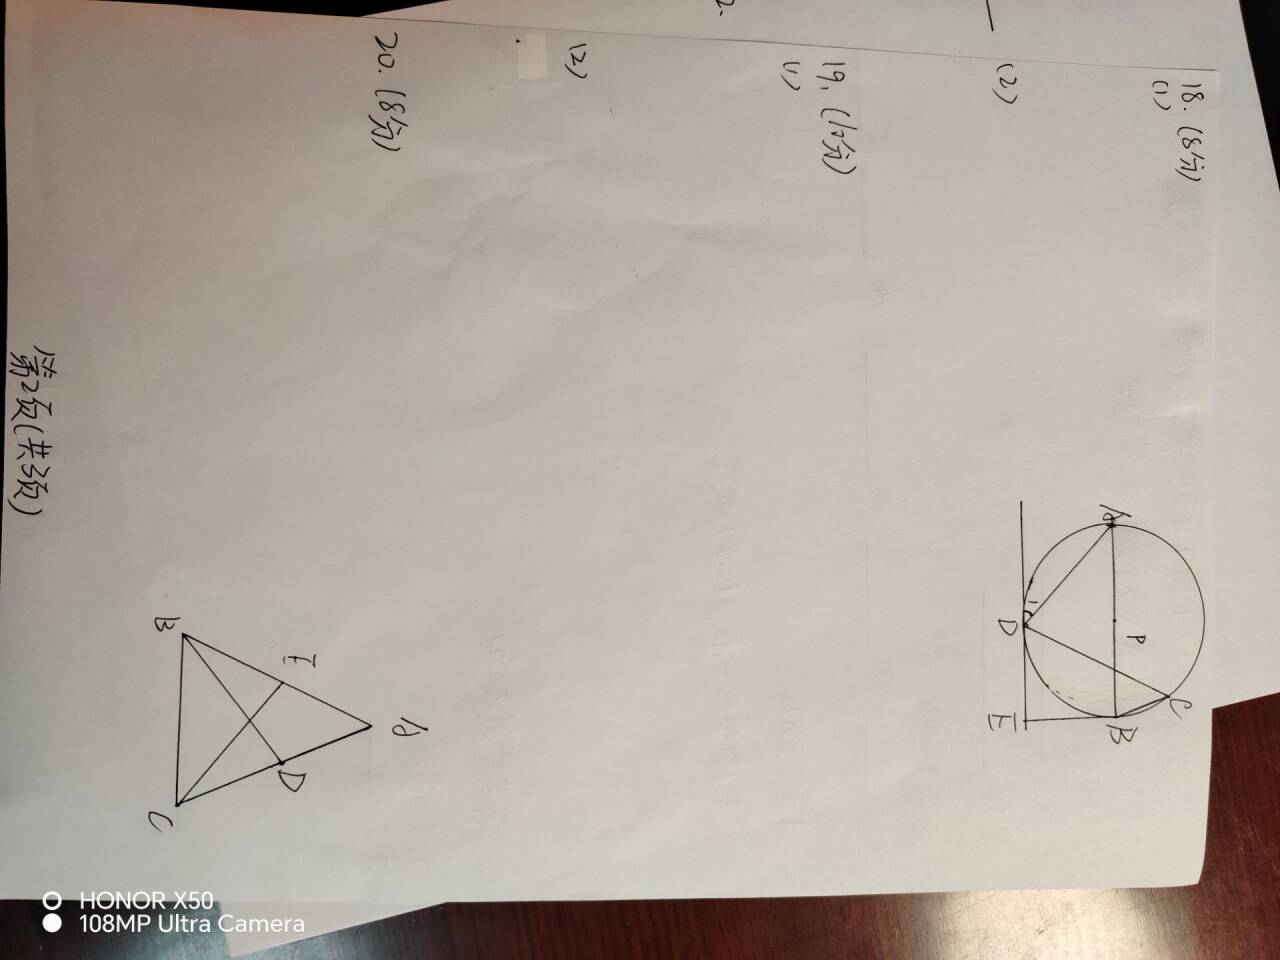 18. (8分)
(1)
C
P
A
B
1
D
E
(2)
19. (10分)
(1)
2.
(2)
20. (8分)
A
E
D
B
C
第2页(共3页)
HONOR X50
108MP Ultra Camera